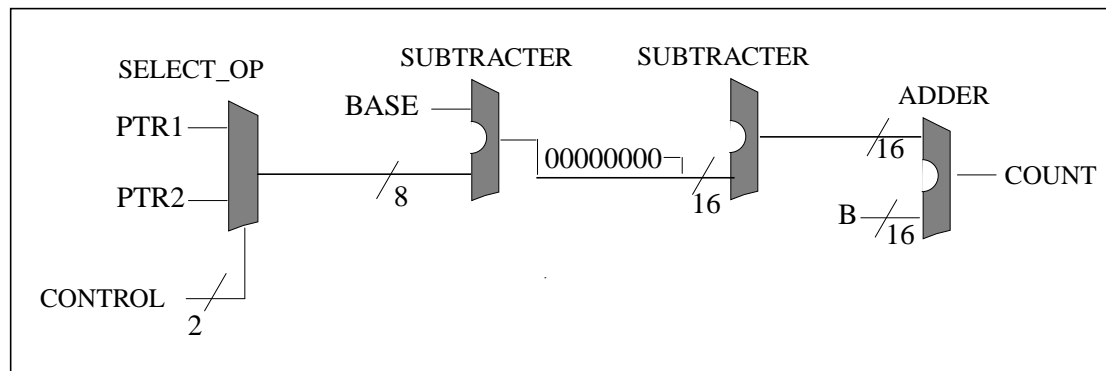 SUBTRACTER
SUBTRACTER
SELECT_OP
ADDER
BASE
PTR1
00000000
16
COUNT
PTR2
8
16
B
16
CONTROL
2